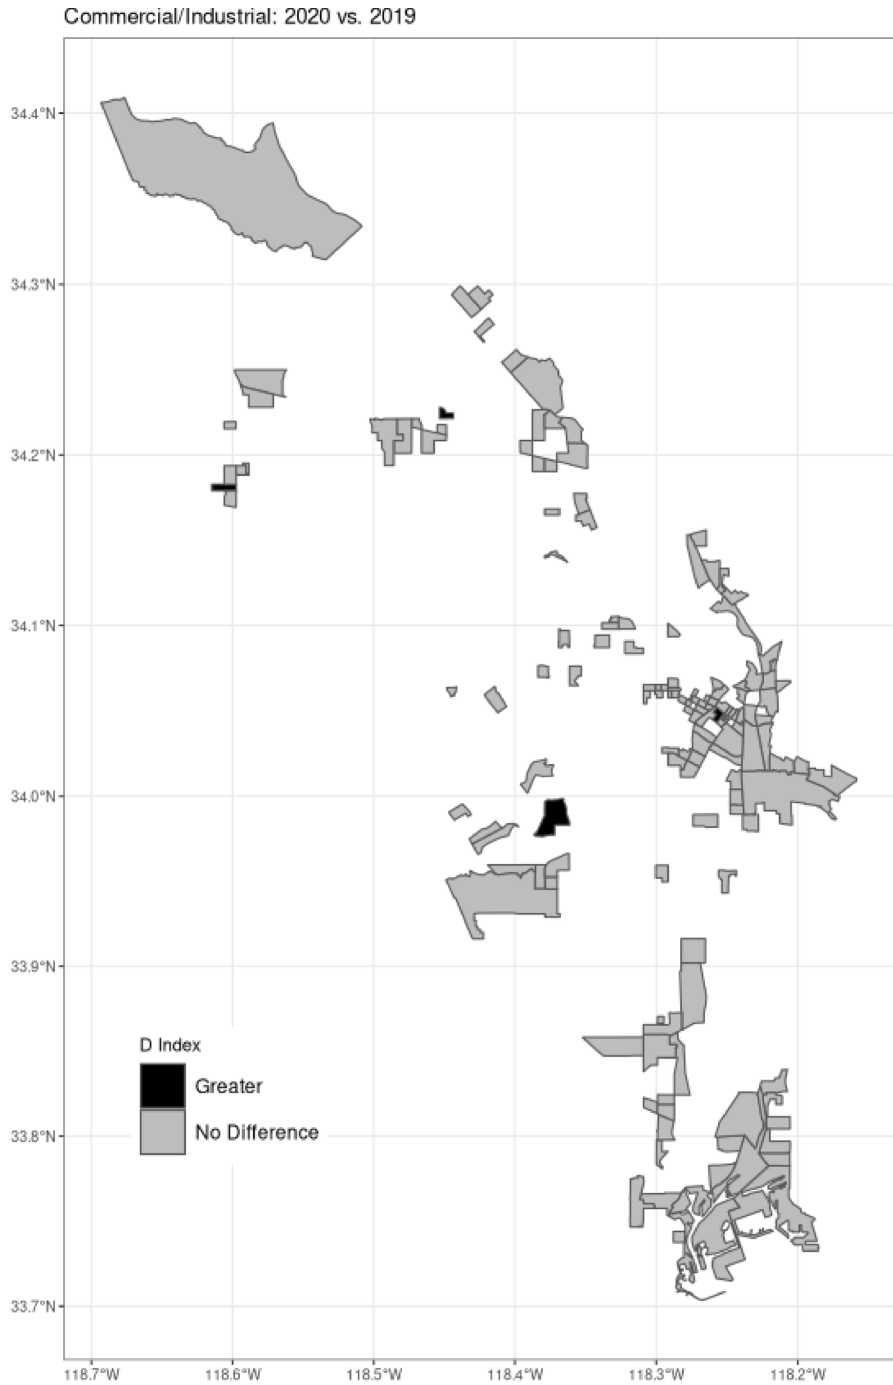 Commercial/Industrial: 2020 vs. 2019
34.4°N
34.3°N
34.2°N
34.1°N
34.0°N
33.9°N
33.8°N
33.7°N
D Index
Greater
No Difference
118.7°W 118.6°W 118.5°W 118.4°W 118.3°W 118.2°W